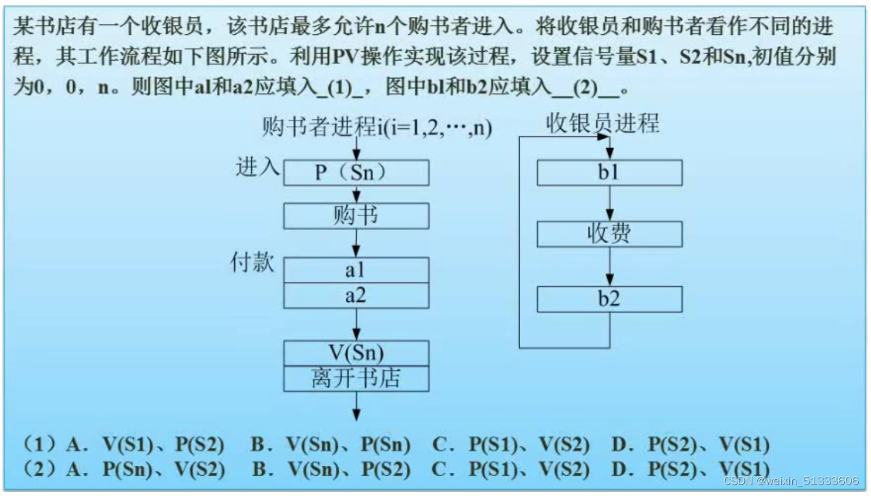 某书店有一个收银员，该书店最多允许n个购书者进入。将收银员和购书者看作不同的进
程，其工作流程如下图所示。利用PV操作实现该过程，设置信号量S1、S2和Sn,初值分别
为0，0，n。则图中a1和a2应填入_(1)_，图中b1和b2应填入__(2)__。
购书者进程i(i=1,2,…,n)
收银员进程
进入
P（Sn）
购书
付款
a1
a2
V(Sn)
离开书店
b1
收费
b2
（1）A．V(S1)、P(S2) B．V(Sn)、P(Sn) C．P(S1)、V(S2) D．P(S2)、V(S1)
（2）A．P(Sn)、V(S2) B．V(Sn)、P(S2) C．P(S1)、V(S2) D．P(S2)、V(S1)
CSDN @weixin_51333606